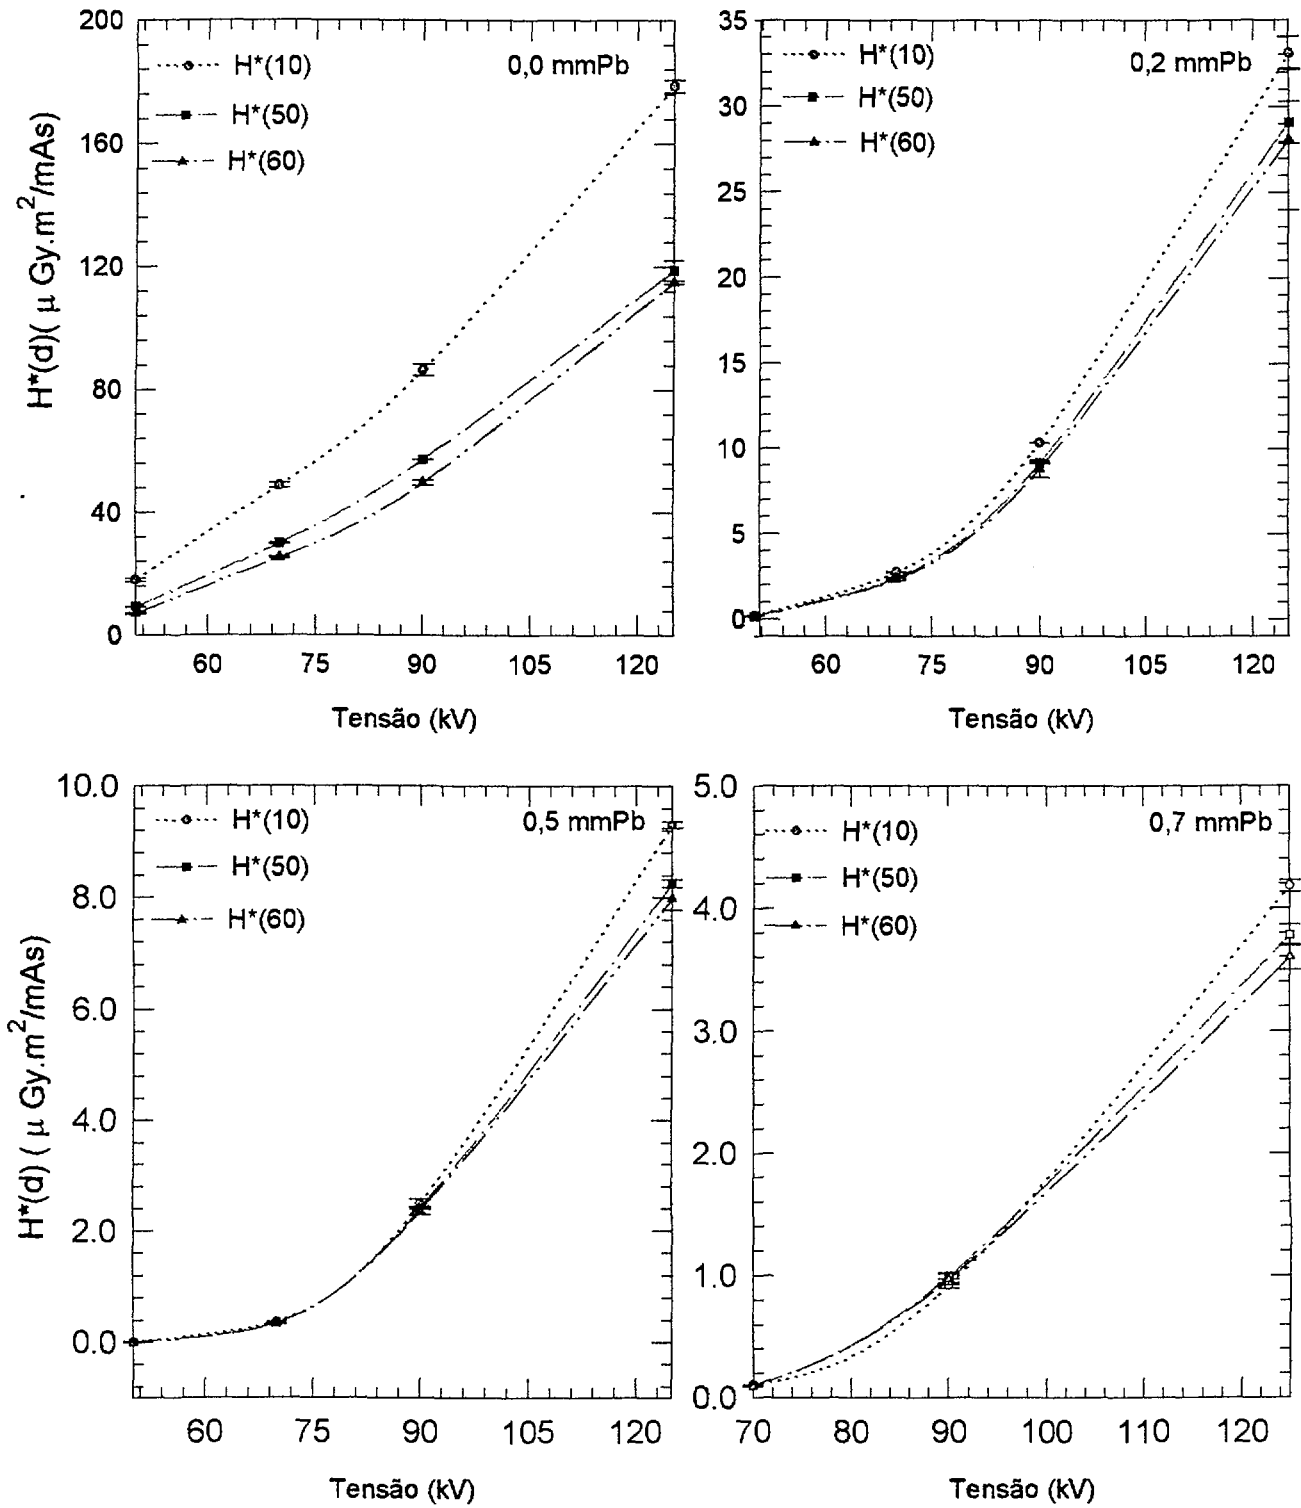 H*(d)( μ Gy.m²/mAs)
200
160
120
80
40
0
H*(10)
H*(50)
H*(60)
0,0 mmPb
60 75 90 105 120
Tensão (kV)
35
30
25
20
15
10
5
0
H*(10)
H*(50)
H*(60)
0,2 mmPb
60 75 90 105 120
Tensão (kV)
H*(d) ( μ Gy.m²/mAs)
10.0
8.0
6.0
4.0
2.0
0.0
H*(10)
H*(50)
H*(60)
0,5 mmPb
60 75 90 105 120
Tensão (kV)
5.0
4.0
3.0
2.0
1.0
0.0
H*(10)
H*(50)
H*(60)
0,7 mmPb
70 80 90 100 110 120
Tensão (kV)